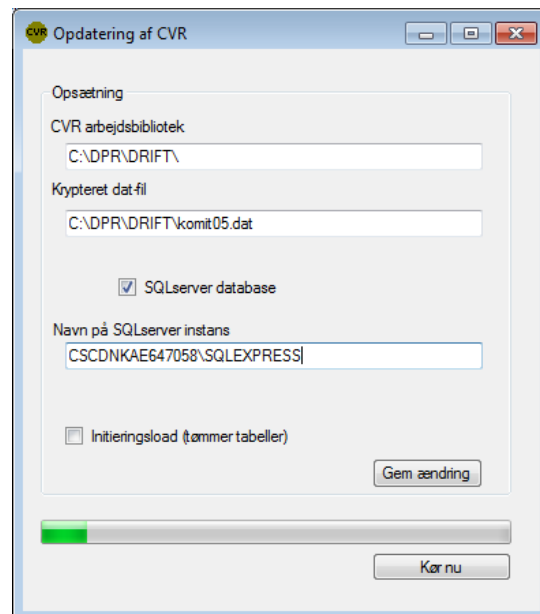 CVR Opdatering af CVR
Opsætning
CVR arbejdsbibliotek
C:\DPR\DRIFT\
Krypteret dat-fil
C:\DPR\DRIFT\komit05.dat
SQLserver database
Navn på SQLserver instans
CSCDNKAE647058\SQLEXPRESS
Initieringsload (tømmer tabeller)
Gem ændring
Kør nu